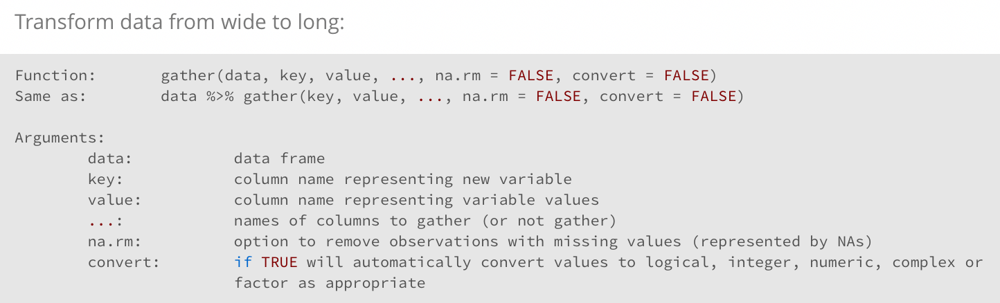 Transform data from wide to long:
Function: gather(data, key, value, ..., na.rm = FALSE, convert = FALSE)
Same as: data %>% gather(key, value, ..., na.rm = FALSE, convert = FALSE)
Arguments:
data: data frame
key: column name representing new variable
value: column name representing variable values
...: names of columns to gather (or not gather)
na.rm: option to remove observations with missing values (represented by NAs)
convert: if TRUE will automatically convert values to logical, integer, numeric, complex or
factor as appropriate